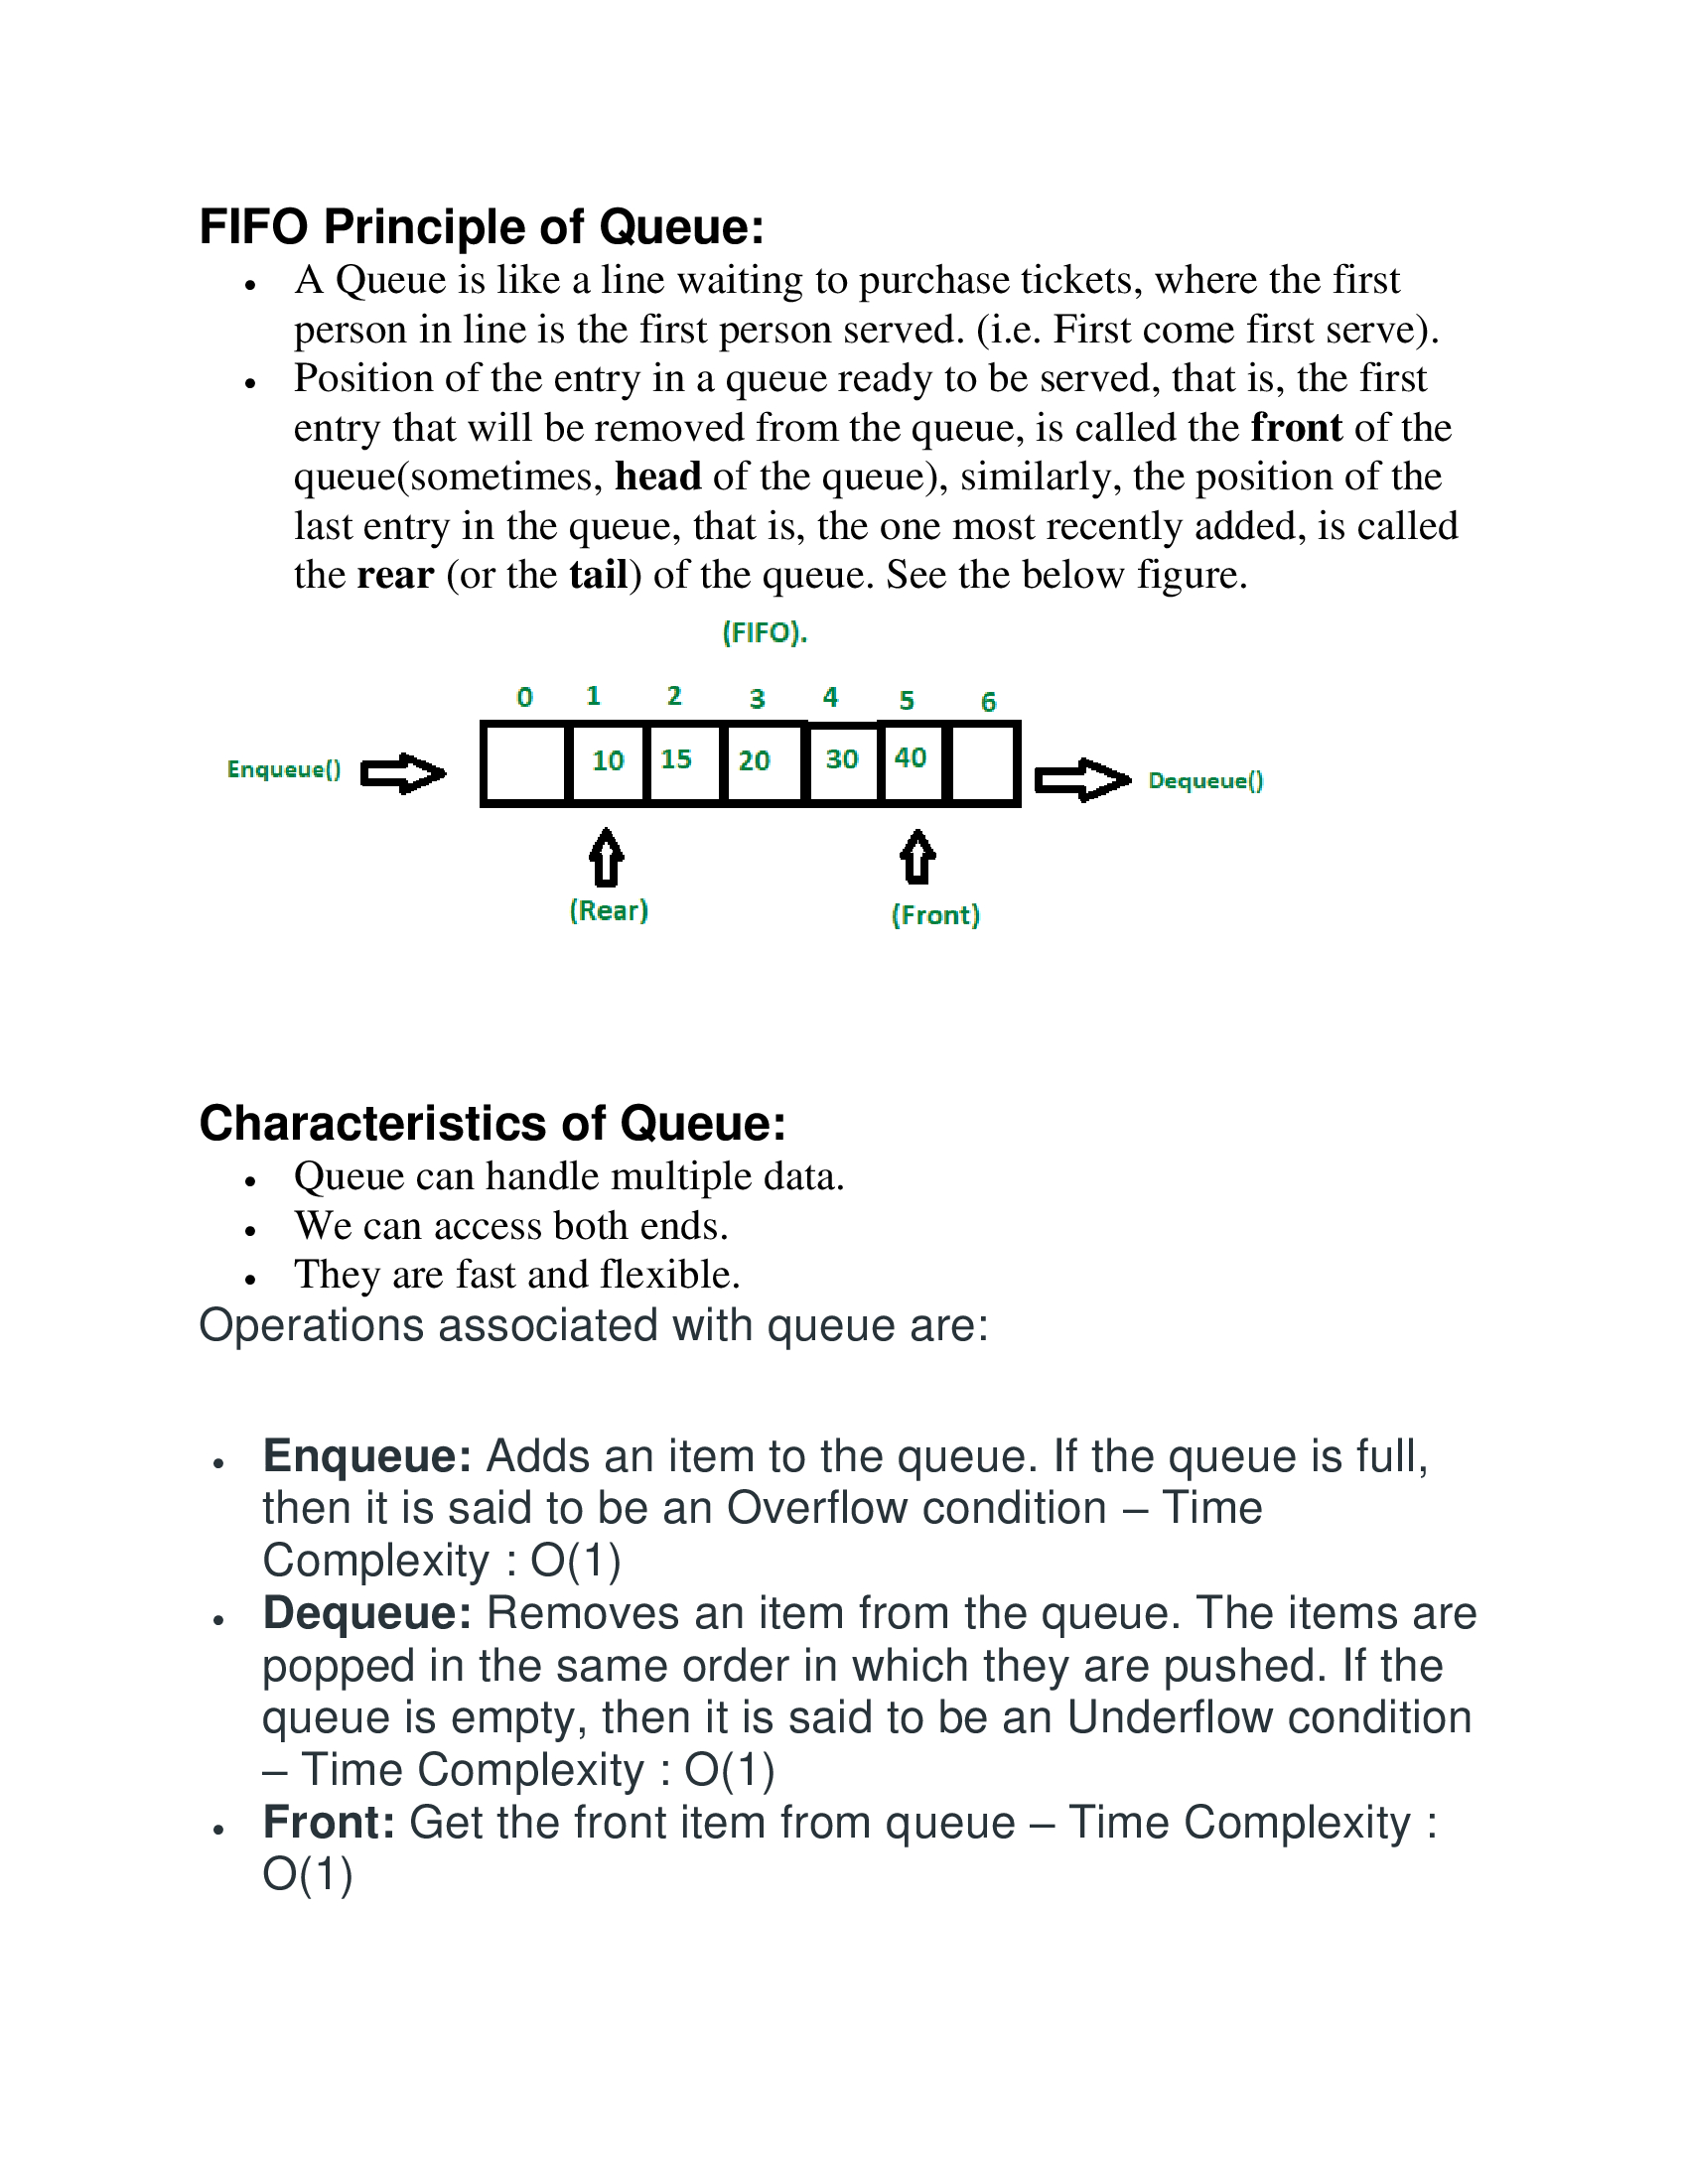 FIFO Principle of Queue:
• A Queue is like a line waiting to purchase tickets, where the first
person in line is the first person served. (i.e. First come first serve).
• Position of the entry in a queue ready to be served, that is, the first
entry that will be removed from the queue, is called the front of the
queue(sometimes, head of the queue), similarly, the position of the
last entry in the queue, that is, the one most recently added, is called
the rear (or the tail) of the queue. See the below figure.
(FIFO).
0 1 2 3 4 5 6
Enqueue() 10 15 20 30 40 Dequeue()
(Rear) (Front)
Characteristics of Queue:
• Queue can handle multiple data.
• We can access both ends.
• They are fast and flexible.
Operations associated with queue are:
• Enqueue: Adds an item to the queue. If the queue is full,
then it is said to be an Overflow condition – Time
Complexity : O(1)
• Dequeue: Removes an item from the queue. The items are
popped in the same order in which they are pushed. If the
queue is empty, then it is said to be an Underflow condition
– Time Complexity : O(1)
• Front: Get the front item from queue – Time Complexity :
O(1)